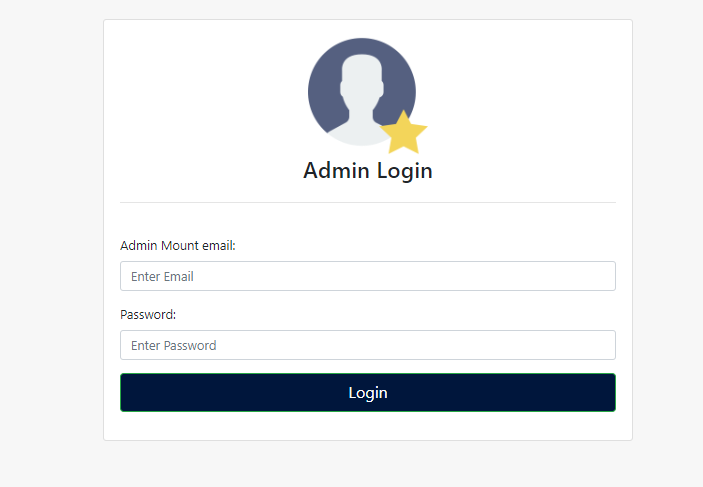 Admin Login
Admin Mount email:
Enter Email
Password:
Enter Password
Login